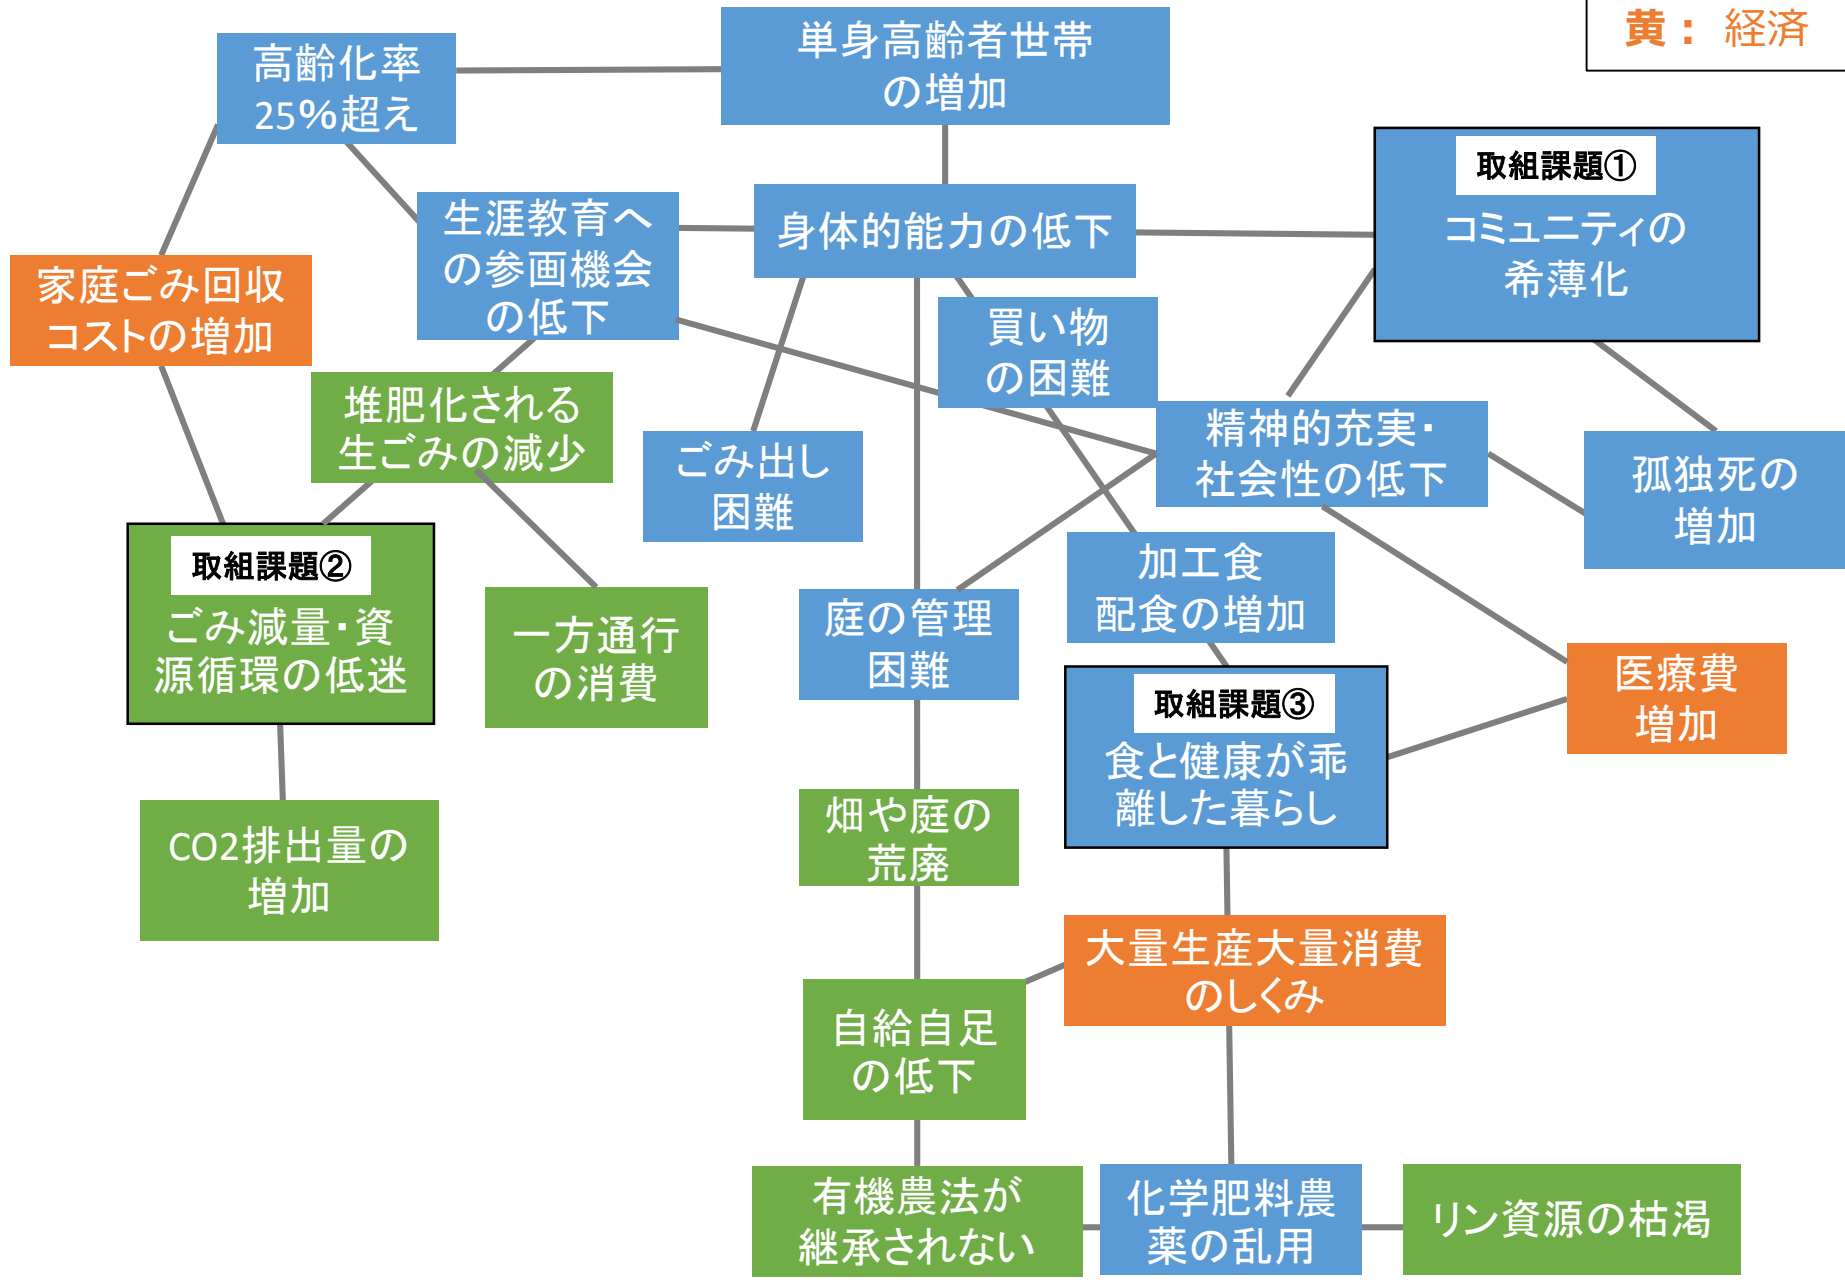 黄： 経済
高齢化率
25%超え
単身高齢者世帯
の増加
取組課題①
コミュニティの
希薄化
生涯教育へ
の参画機会
の低下
身体的能力の低下
家庭ごみ回収
コストの増加
買い物
の困難
堆肥化される
生ごみの減少
ごみ出し
困難
精神的充実・
社会性の低下
孤独死の
増加
取組課題②
ごみ減量・資
源循環の低迷
一方通行
の消費
庭の管理
困難
加工食
配食の増加
医療費
増加
取組課題③
食と健康が乖
離した暮らし
CO2排出量の
増加
畑や庭の
荒廃
大量生産大量消費
のしくみ
自給自足
の低下
有機農法が
継承されない
化学肥料農
薬の乱用
リン資源の枯渇